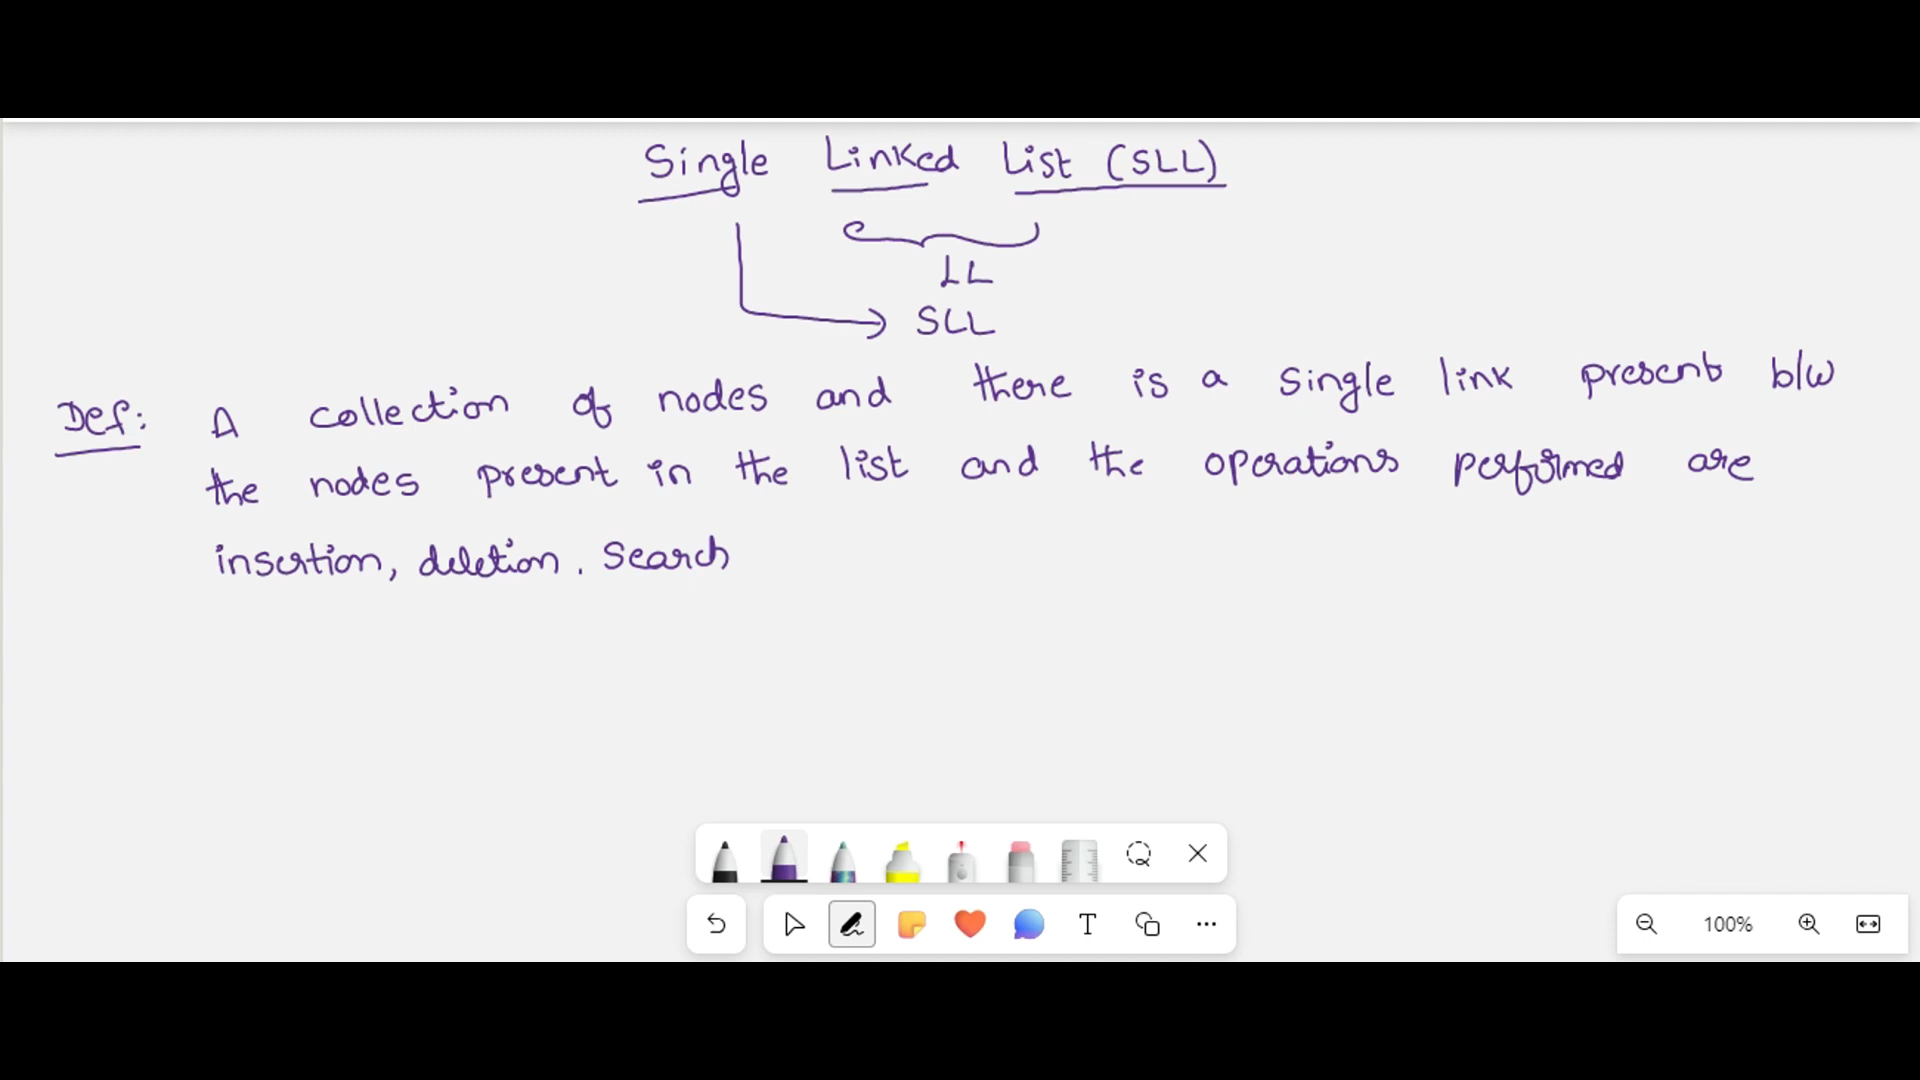 Single Linked List (SLL)
LL
SLL
Def: A collection of nodes and there is a single link present b/w
the nodes present in the list and the operations performed are
insertion, deletion. Search
T
100%